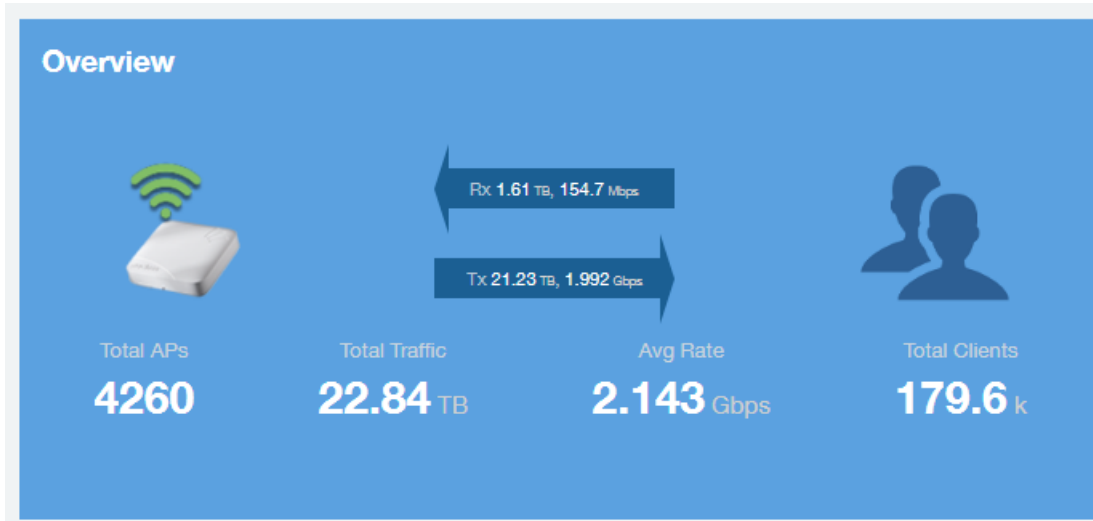 Overview
Rx 1.61 TB, 154.7 Mbps
Tx 21.23 TB, 1.992 Gbps
Total APs
4260
Total Traffic
22.84 TB
Avg Rate
2.143 Gbps
Total Clients
179.6 k